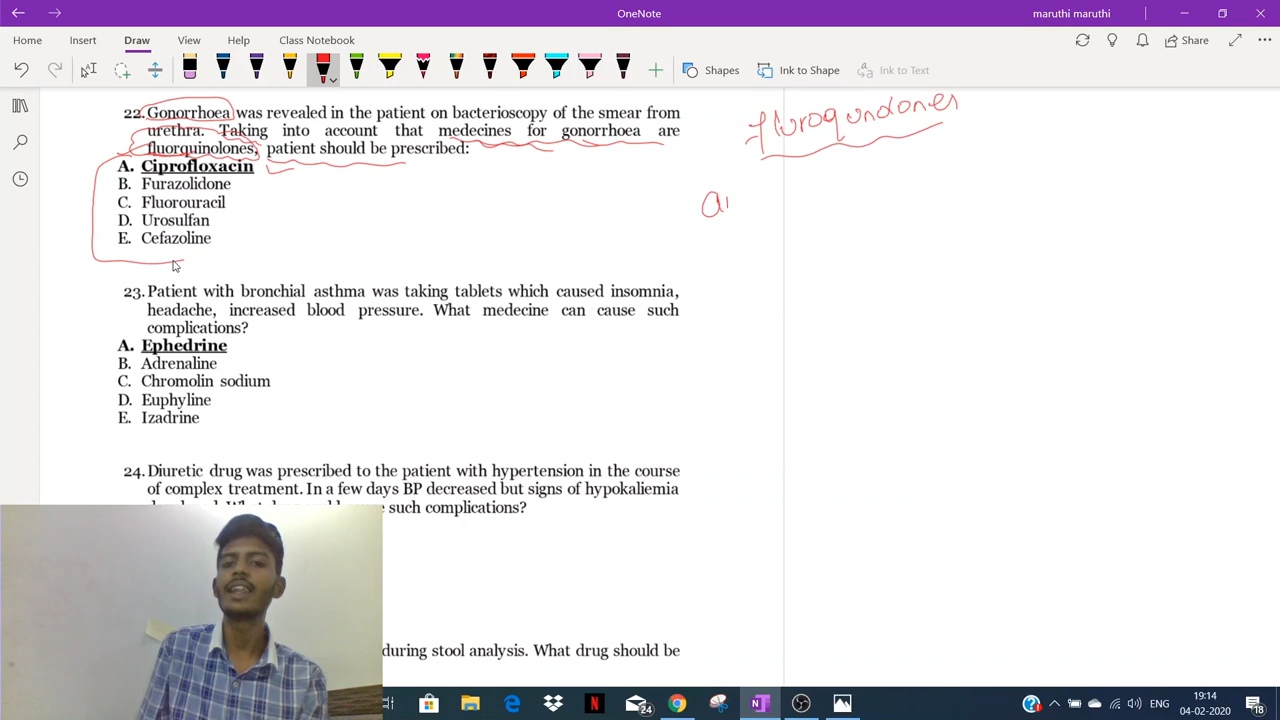 OneNote
maruthi maruthi
Home Insert Draw View Help Class Notebook
Share
Shapes
Ink to Shape
Ink to Text
22. Gonorrhoea was revealed in the patient on bacterioscopy of the smear from
urethra. Taking into account that medecines for gonorrhoea are
fluorquinolones, patient should be prescribed:
A. Ciprofloxacin
B. Furazolidone
C. Fluorouracil
D. Urosulfan
E. Cefazoline
23. Patient with bronchial asthma was taking tablets which caused insomnia,
headache, increased blood pressure. What medecine can cause such
complications?
A. Ephedrine
B. Adrenaline
C. Chromolin sodium
D. Euphyline
E. Izadrine
24. Diuretic drug was prescribed to the patient with hypertension in the course
of complex treatment. In a few days BP decreased but signs of hypokaliemia
such complications?
during stool analysis. What drug should be
24
ENG
19:14
04-02-2020
18